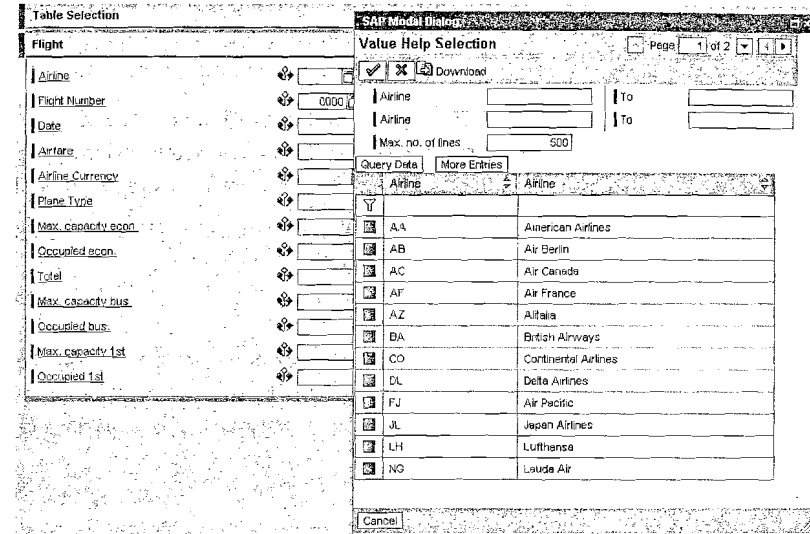 Table Selection
Flight
Airline
Flight Number 0000
Date
Airfare
Airline Currency
Plane Type
Max. capacity econ
Occupied econ.
Total
Max. capacity bus
Occupied bus.
Max. capacity 1st
Occupied 1st
SAP Modal Dialog
Value Help Selection Page 1 of 2
Download
Airline To
Airline To
Max. no. of lines 500
Query Data More Entries
Airline Airline
AA American Airlines
AB Air Berlin
AC Air Canada
AF Air France
AZ Alitalia
BA British Airways
CO Continental Airlines
DL Delta Airlines
FJ Air Pacific
JL Japan Airlines
LH Lufthansa
NG Lauda Air
Cancel